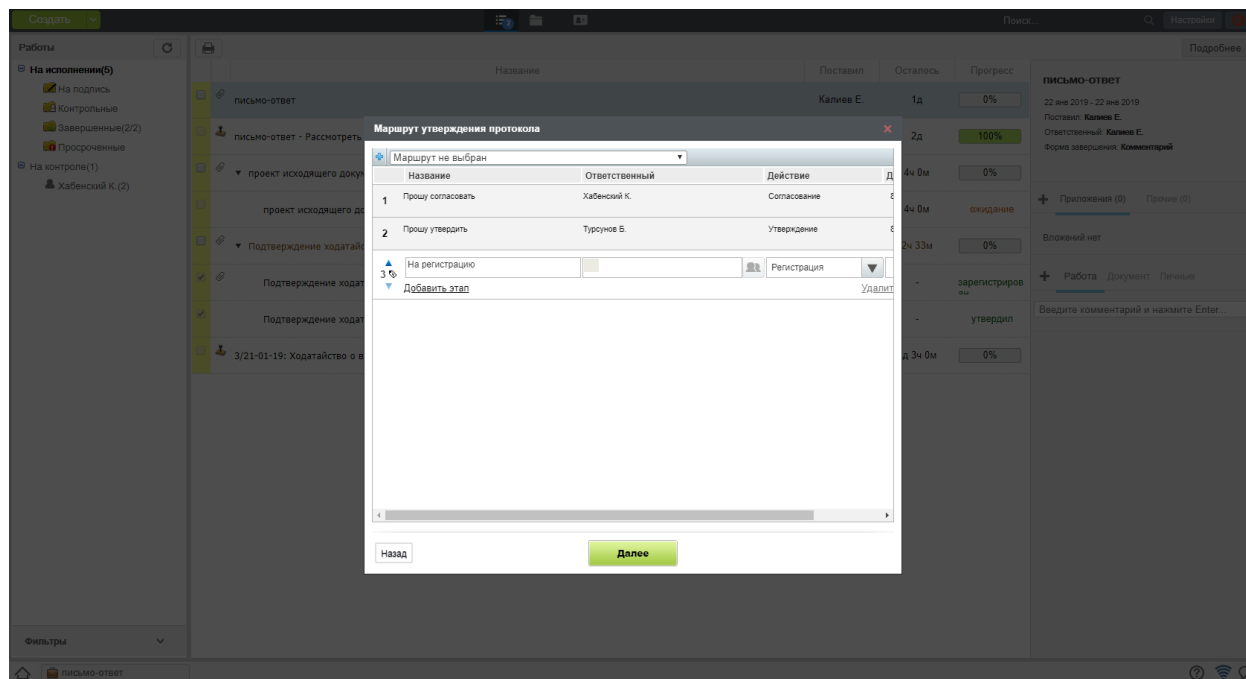 Создать
2
Поиск...
Настройки
Работы
Подробнее
На исполнении(5)
На подпись
Контрольные
Завершенные(2/2)
Просроченные
На контроле(1)
Хабенский К.(2)
Название Поставил Осталось Прогресс
письмо-ответ Калиев Е. 1д 0%
письмо-ответ - Рассмотреть 2д 100%
проект исходящего докум 4ч 0м 0%
проект исходящего до 4ч 0м ожидание
Подтверждение ходатайс 2ч 33м 0%
Подтверждение ходат - зарегистриров
Подтверждение ходат - утвердил
3/21-01-19: Ходатайство о в д 3ч 0м 0%
Маршрут утверждения протокола
Маршрут не выбран
Название Ответственный Действие Д
1 Прошу согласовать Хабенский К. Согласование
2 Прошу утвердить Турсунов Б. Утверждение
3 На регистрацию Регистрация
Добавить этап Удалит
Назад Далее
письмо-ответ
22 янв 2019 - 22 янв 2019
Поставил: Калиев Е.
Ответственный: Калиев Е.
Форма завершения: Комментарий
Приложения (0) Прочие (0)
Вложений нет
Работа Документ Личные
Введите комментарий и нажмите Enter...
Фильтры
письмо-ответ